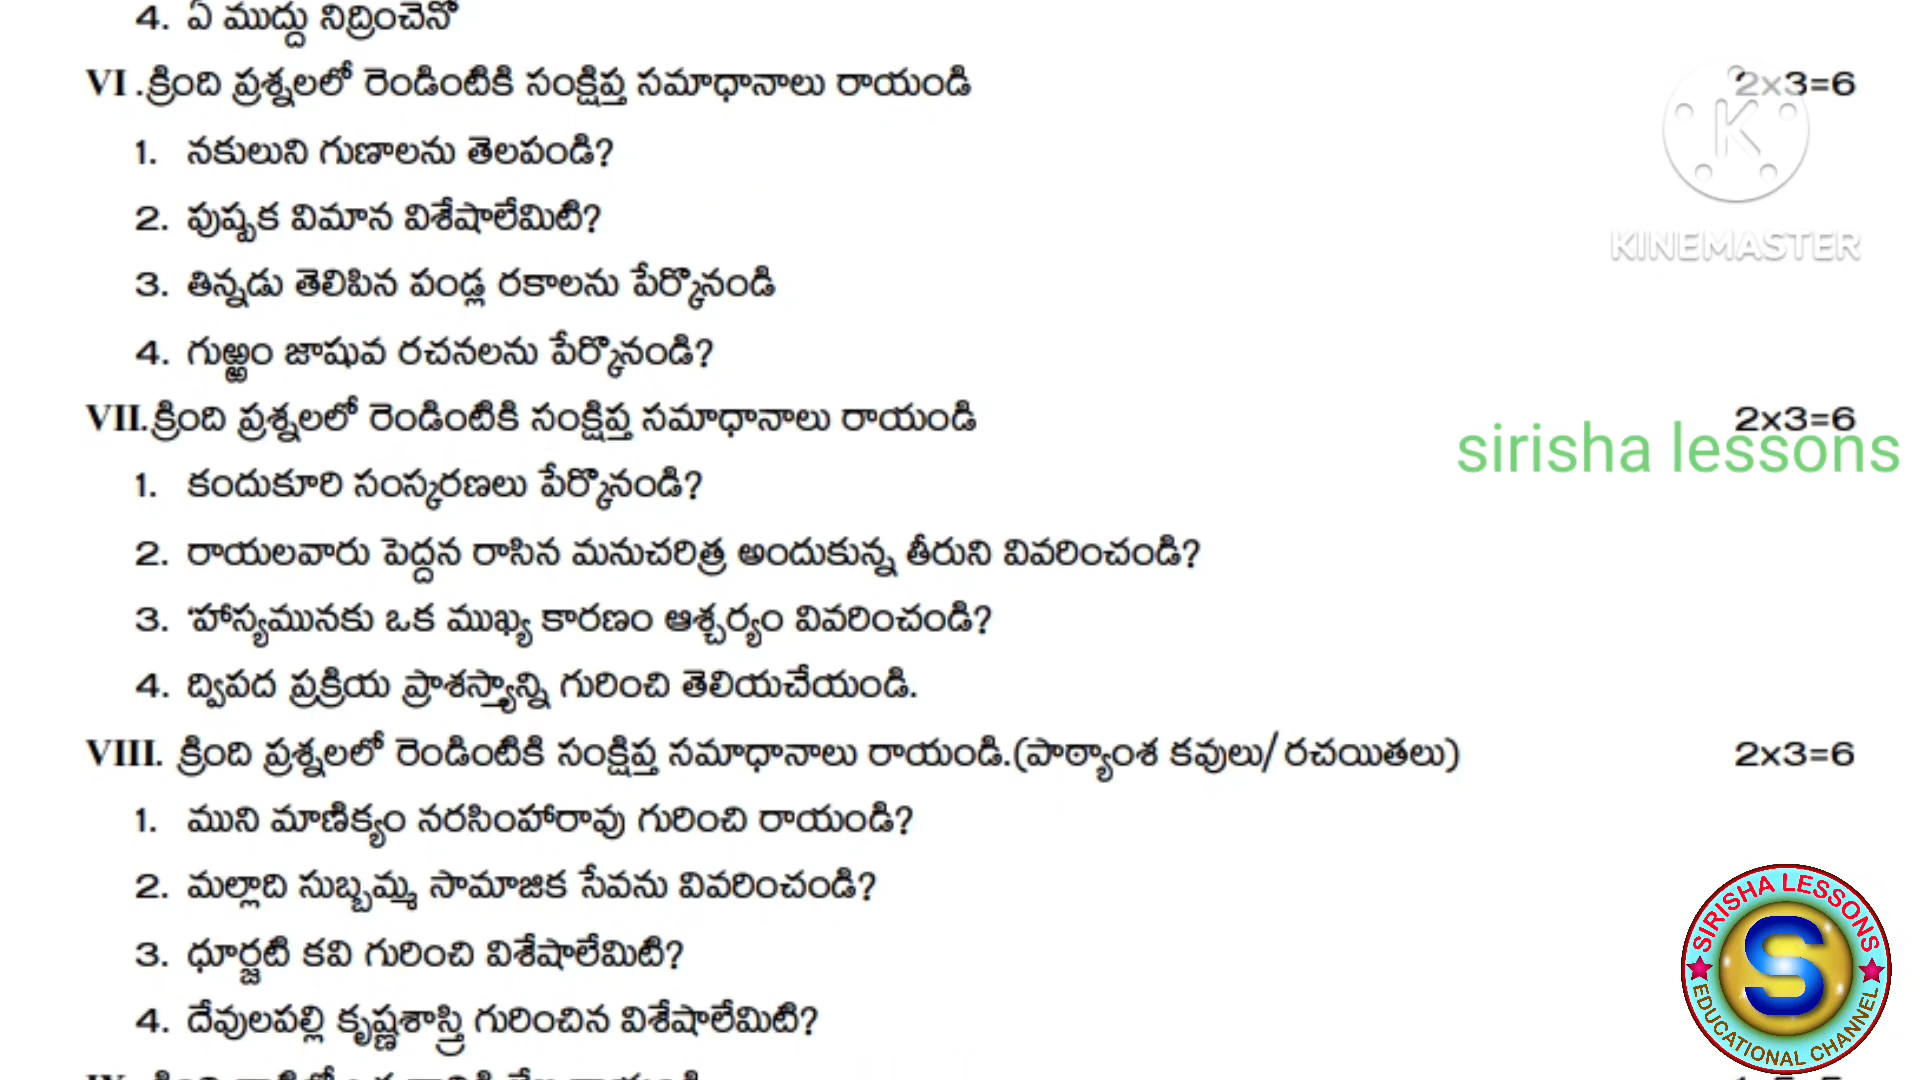 4. ఏ ముద్దు నిద్రించెనో
VI .క్రింది ప్రశ్నలలో రెండింటికి సంక్షిప్త సమాధానాలు రాయండి 2x3=6
1. నకులుని గుణాలను తెలపండి?
2. పుష్పక విమాన విశేషాలేమిటి?
3. తిన్నడు తెలిపిన పండ్ల రకాలను పేర్కొనండి
4. గుఱ్ఱం జాషువ రచనలను పేర్కొనండి?
K
KINEMASTER
VII.క్రింది ప్రశ్నలలో రెండింటికి సంక్షిప్త సమాధానాలు రాయండి 2x3=6
sirisha lessons
1. కందుకూరి సంస్కరణలు పేర్కొనండి?
2. రాయలవారు పెద్దన రాసిన మనుచరిత్ర అందుకున్న తీరుని వివరించండి?
3. 'హాస్యమునకు ఒక ముఖ్య కారణం ఆశ్చర్యం వివరించండి?
4. ద్విపద ప్రక్రియ ప్రాశస్త్యాన్ని గురించి తెలియచేయండి.
VIII. క్రింది ప్రశ్నలలో రెండింటికి సంక్షిప్త సమాధానాలు రాయండి.(పాఠ్యాంశ కవులు/ రచయితలు) 2x3=6
1. ముని మాణిక్యం నరసింహారావు గురించి రాయండి?
2. మల్లాది సుబ్బమ్మ సామాజిక సేవను వివరించండి?
3. ధూర్జటి కవి గురించి విశేషాలేమిటి?
4. దేవులపల్లి కృష్ణశాస్త్రి గురించిన విశేషాలేమిటి?
SIRISHA LESSONS
S
EDUCATIONAL CHANNEL